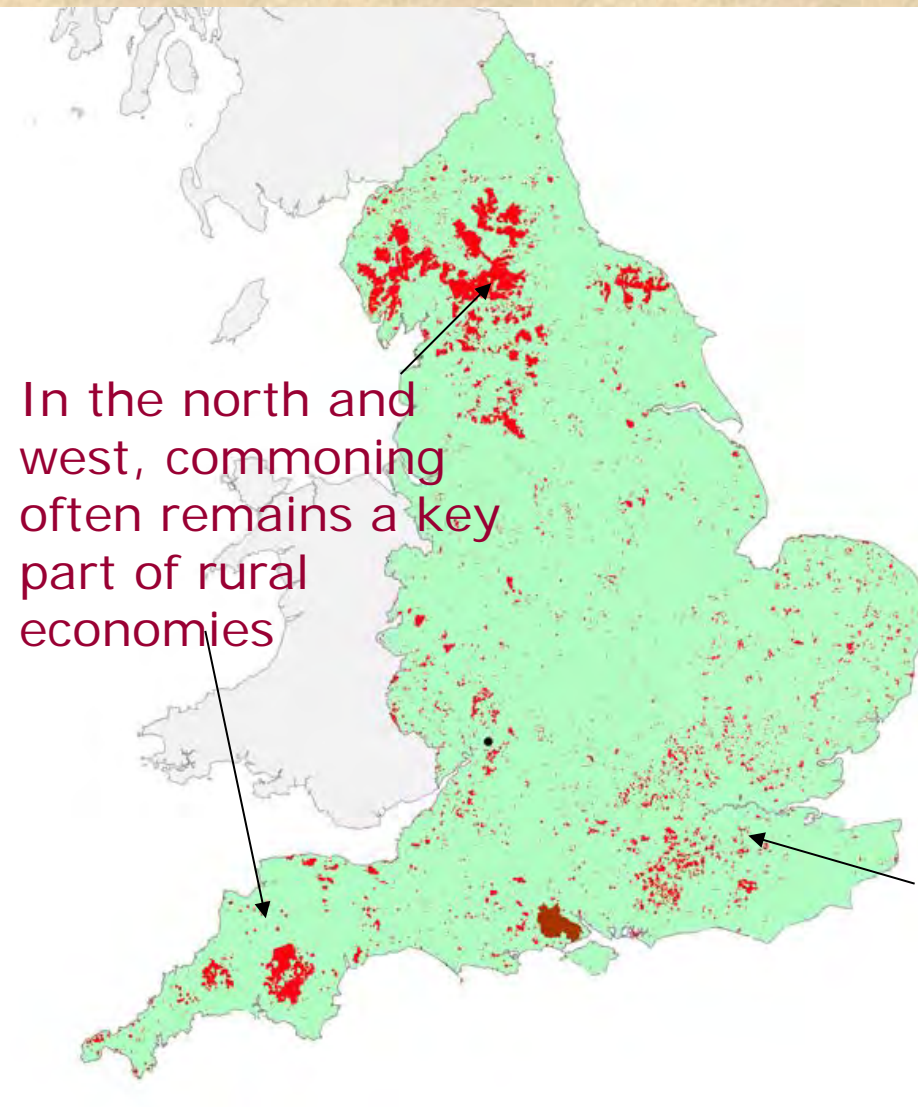 In the north and
west, commoning
often remains a key
part of rural
economies